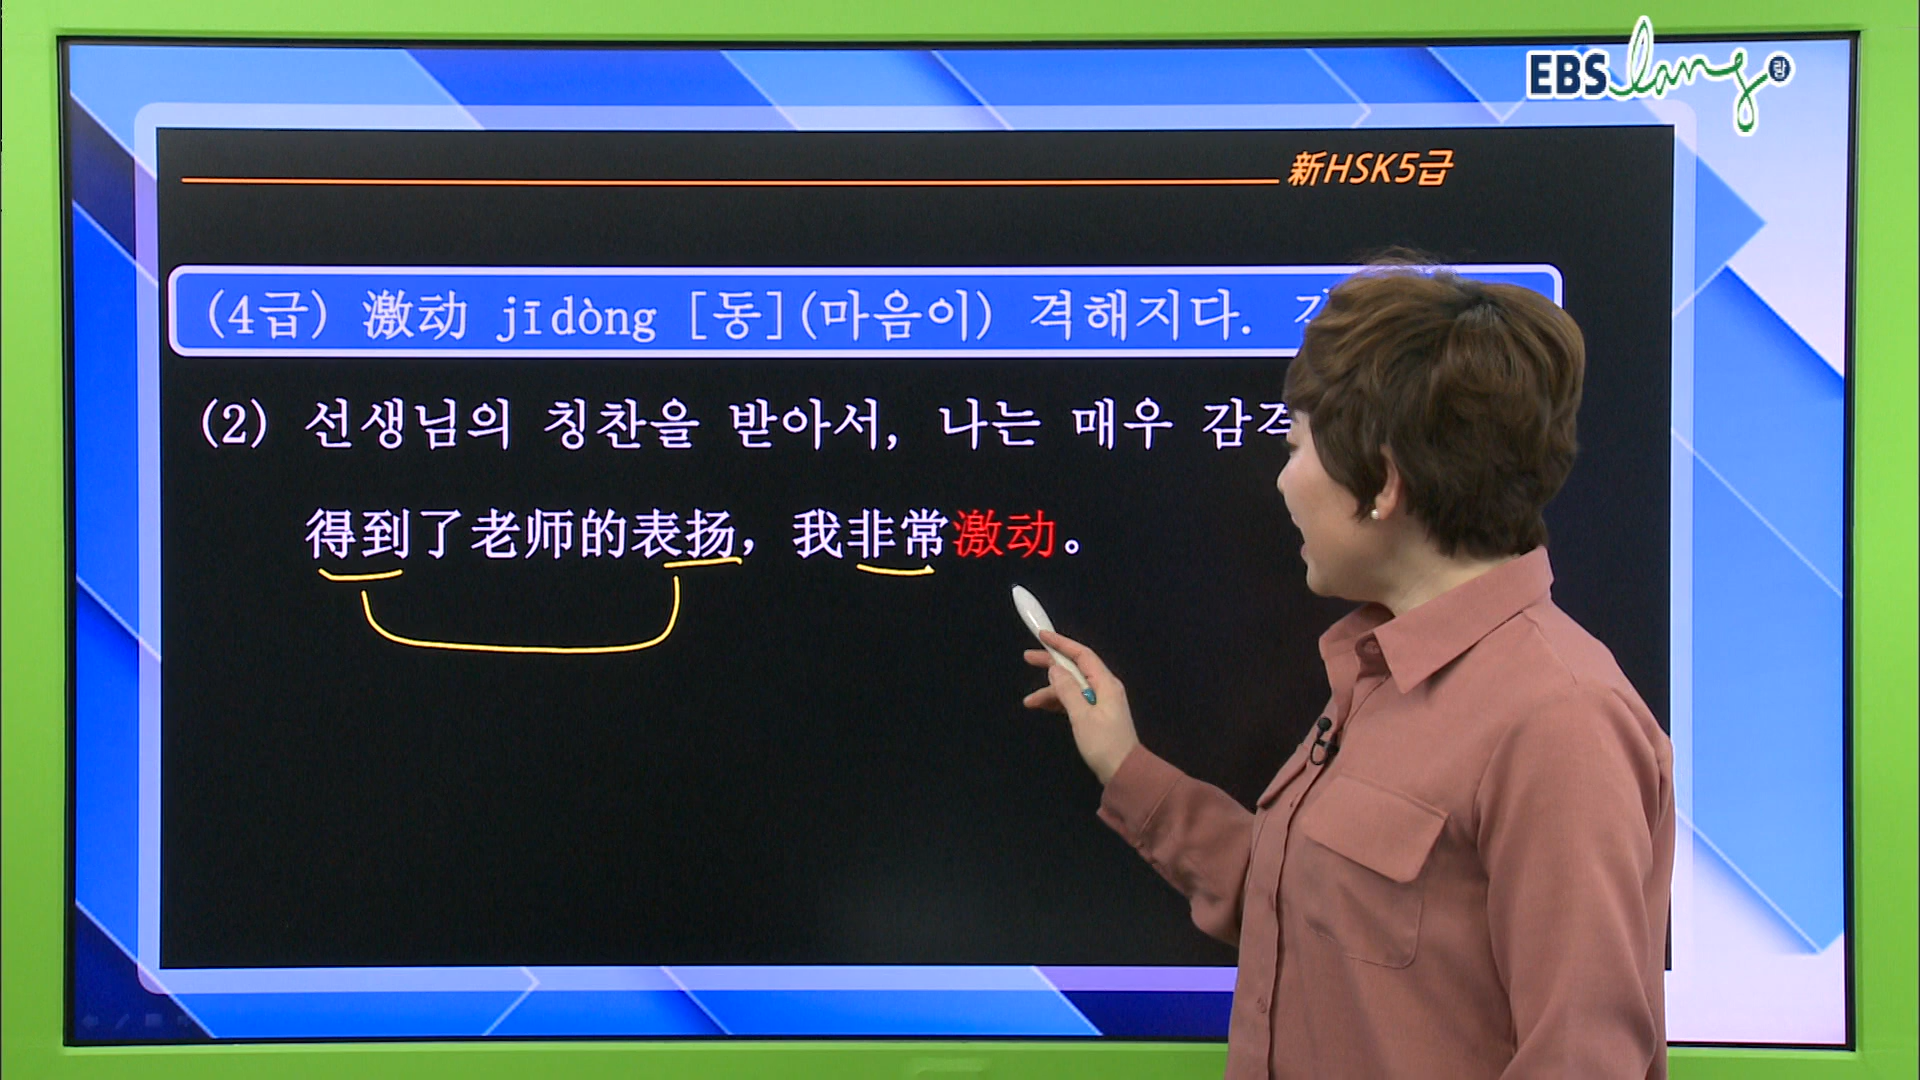 EBS lang 랑
新HSK5급
(4급) 激动 jīdòng [동](마음이) 격해지다.
(2) 선생님의 칭찬을 받아서, 나는 매우
得到了老师的表扬，我非常激动。